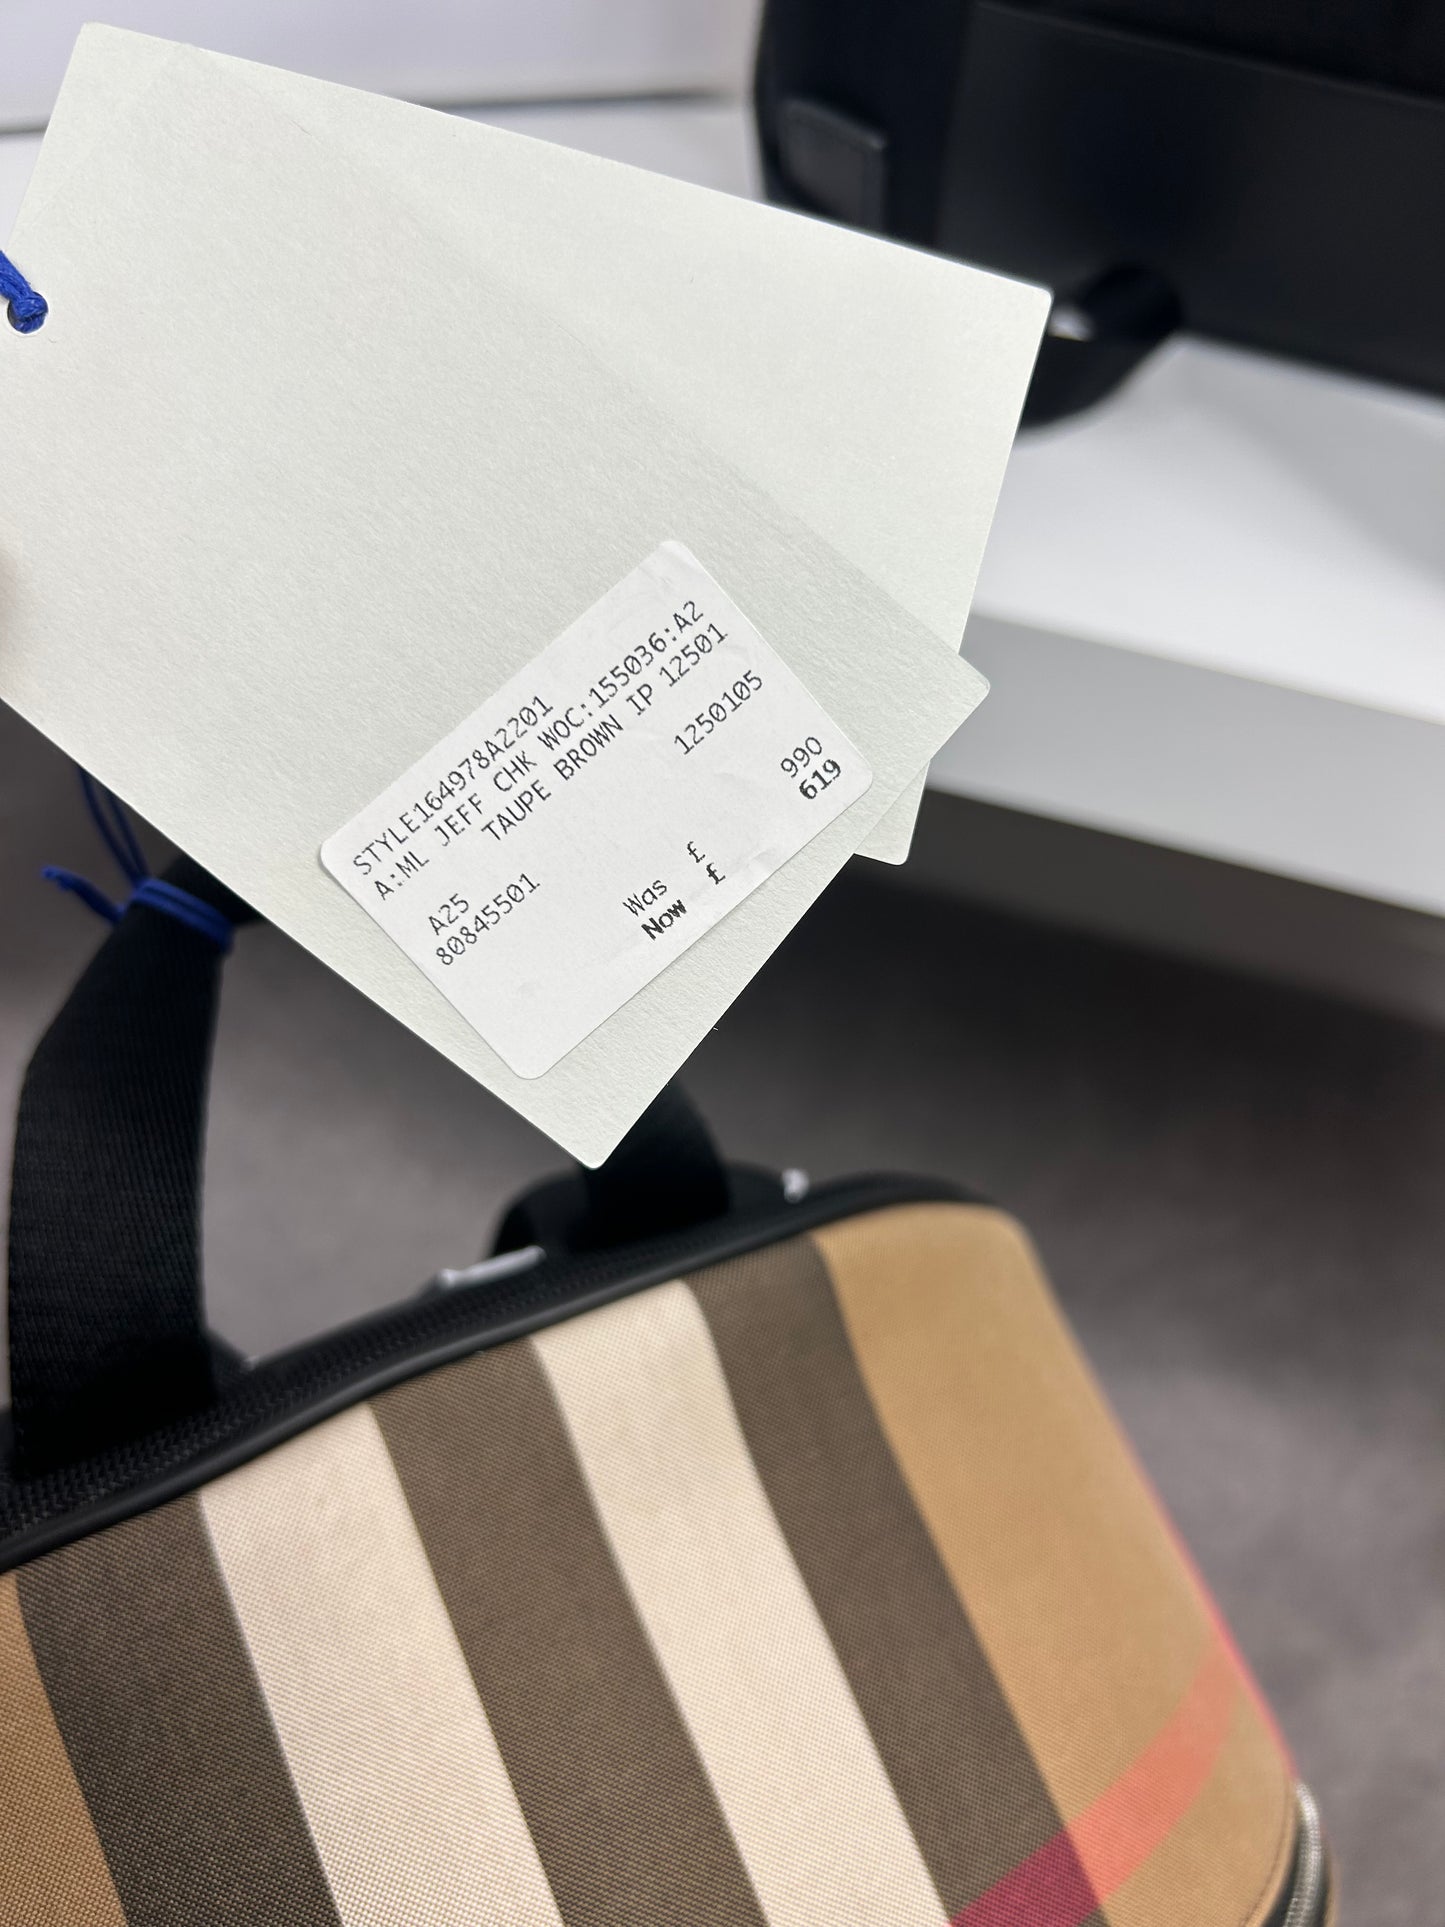 STYLE164978A2201
A:ML JEFF CHK WOC:155036:A2
TAUPE BROWN IP 12501
A25 1250105
80845501
Was £ 990
Now £ 619